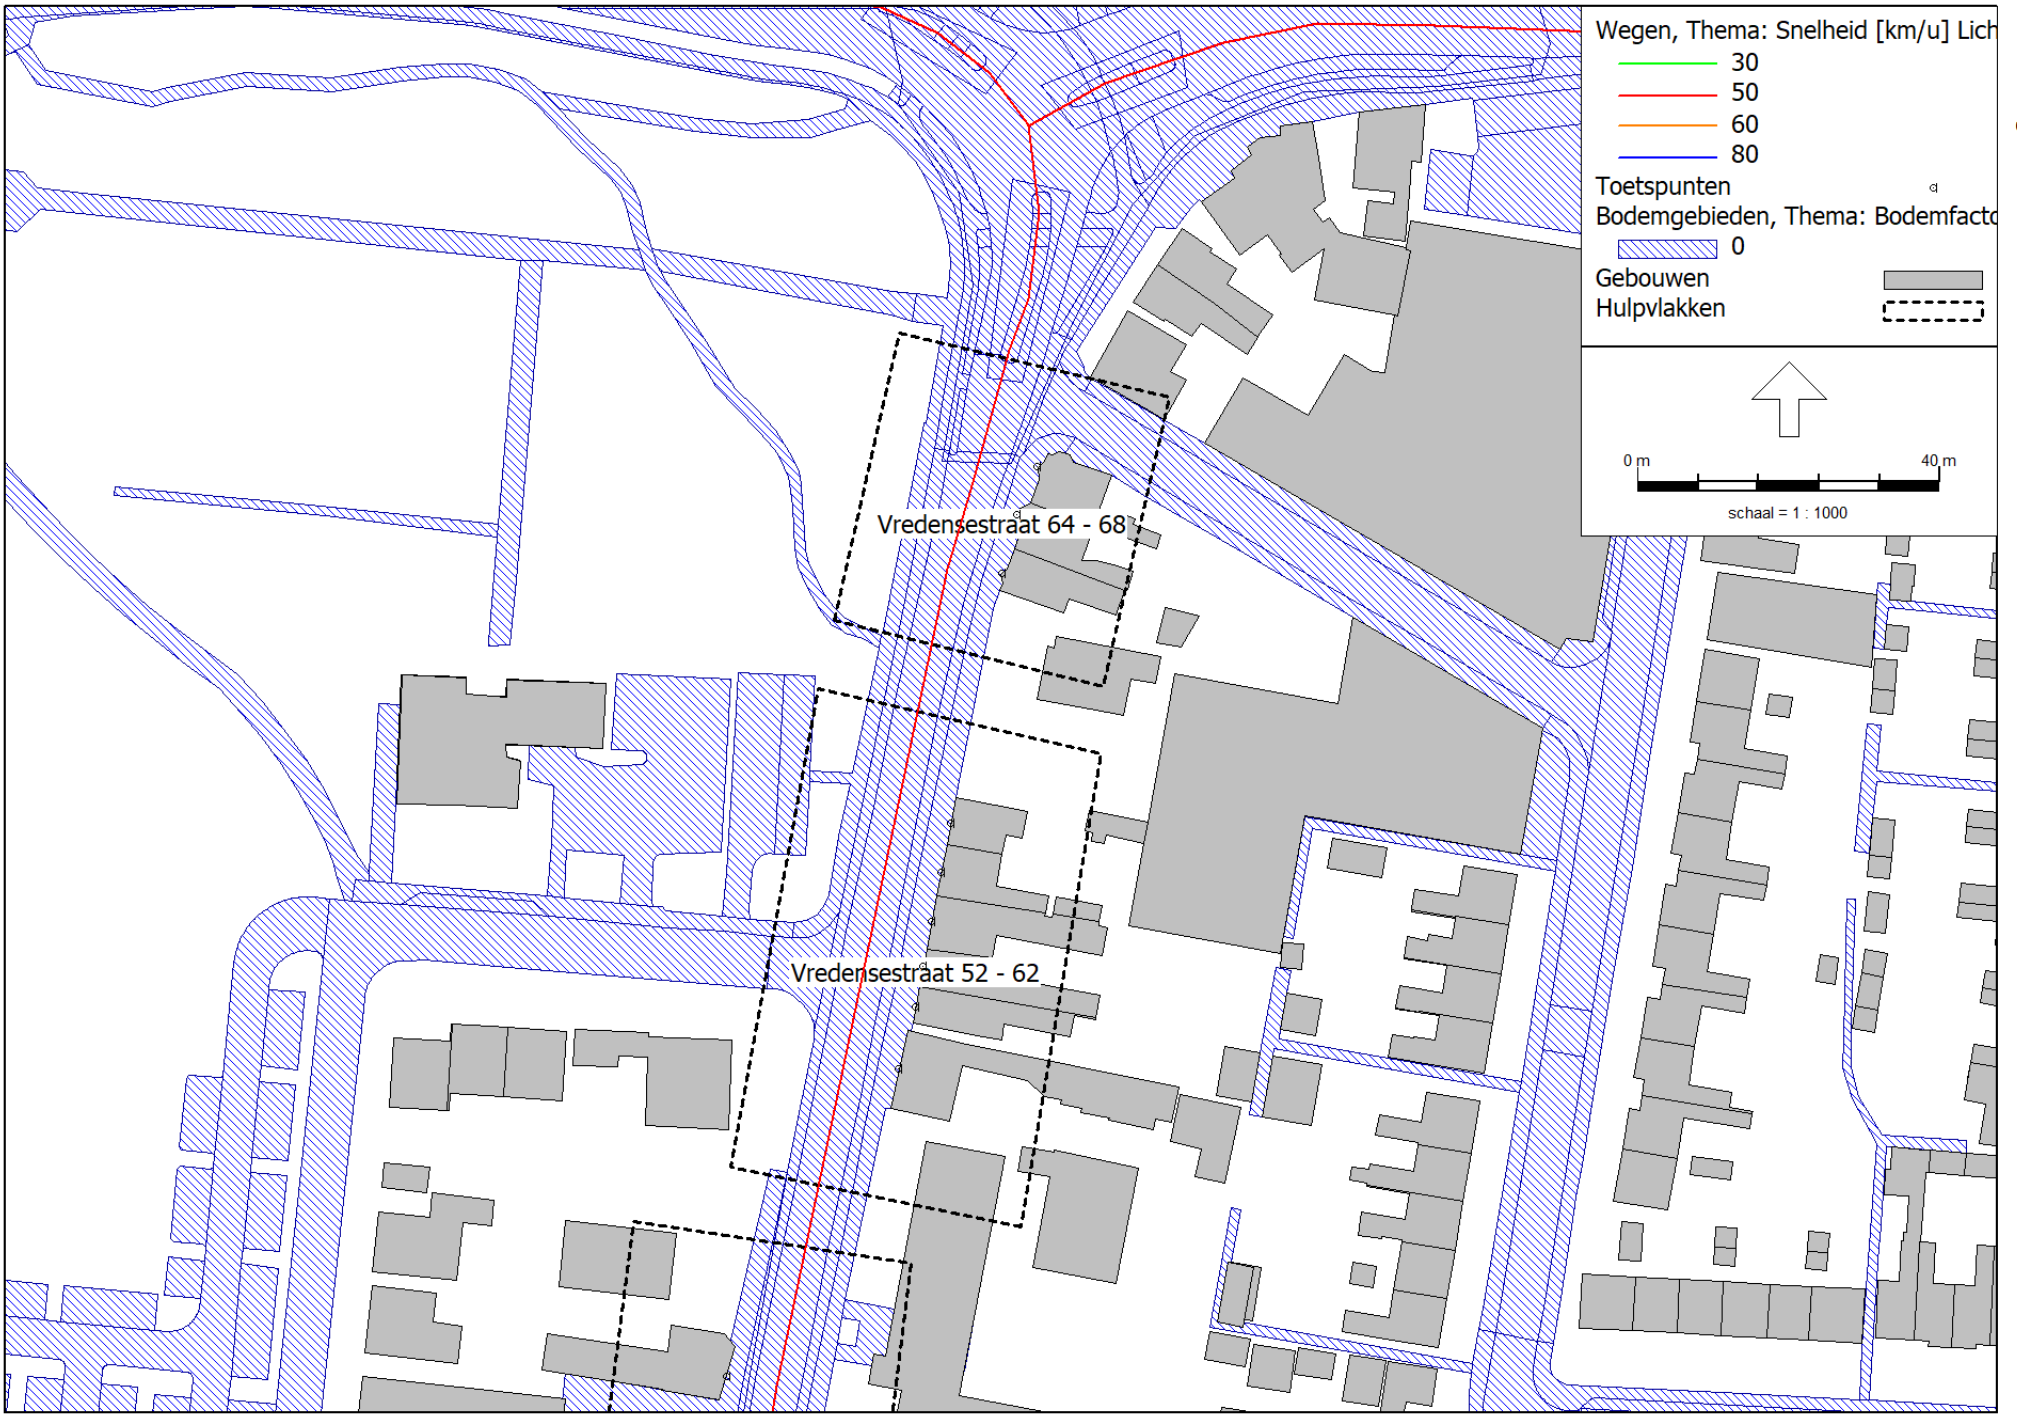 Wegen, Thema: Snelheid [km/u] Lich
30
50
60
80
Toetspunten
Bodemgebieden, Thema: Bodemfacto
0
Gebouwen
Hulpvlakken
0 m 40 m
schaal = 1 : 1000
Vredensestraat 64 - 68
Vredensestraat 52 - 62